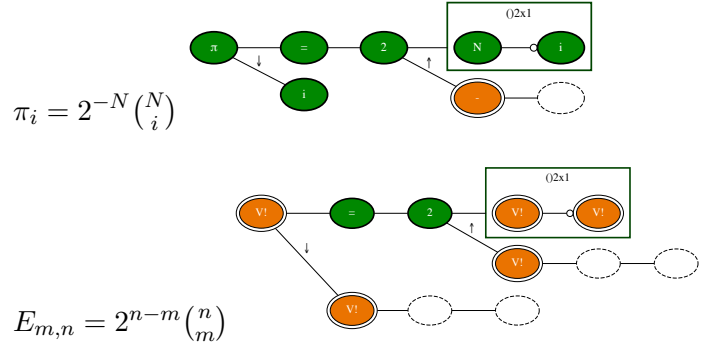 ()2x1
π = 2 N i
↓ ↑
i -
π_i = 2^{-N} \binom{N}{i}
()2x1
V! = 2 V! V!
↓ ↑
V!
V!
E_{m,n} = 2^{n-m} \binom{n}{m}